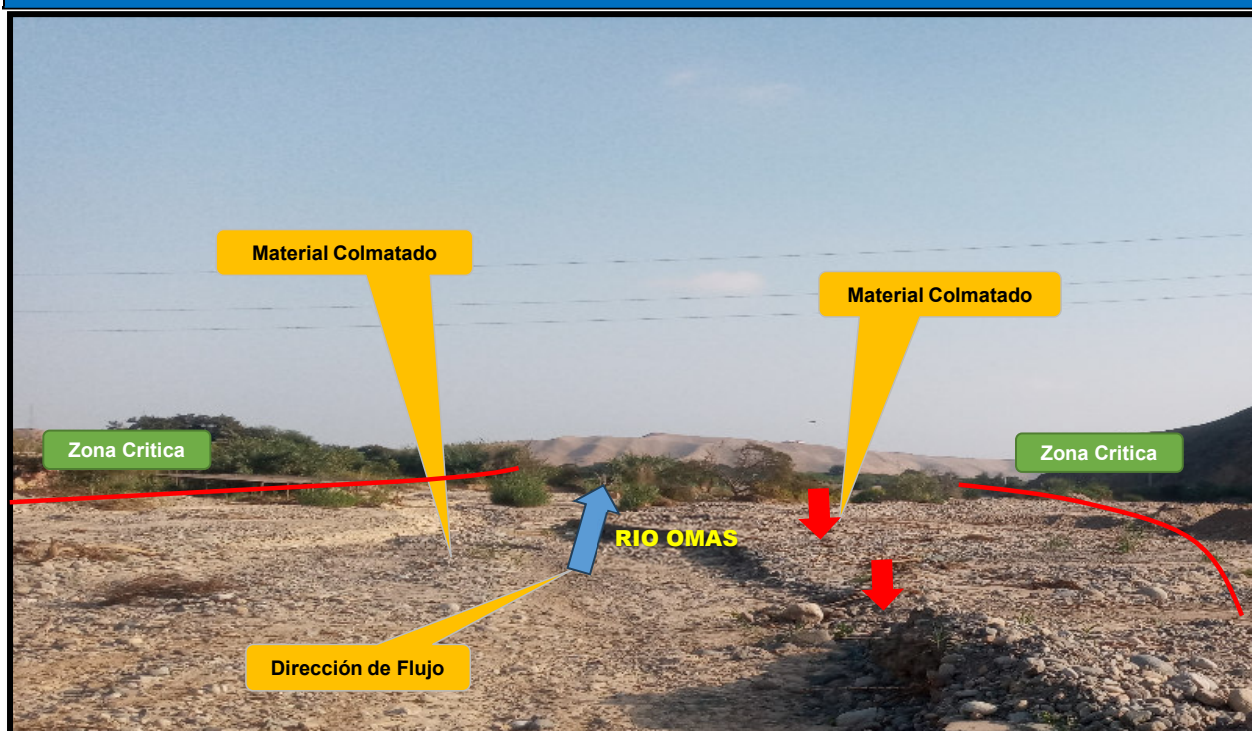 Material Colmatado
Material Colmatado
Zona Critica
Zona Critica
RIO OMAS
Dirección de Flujo